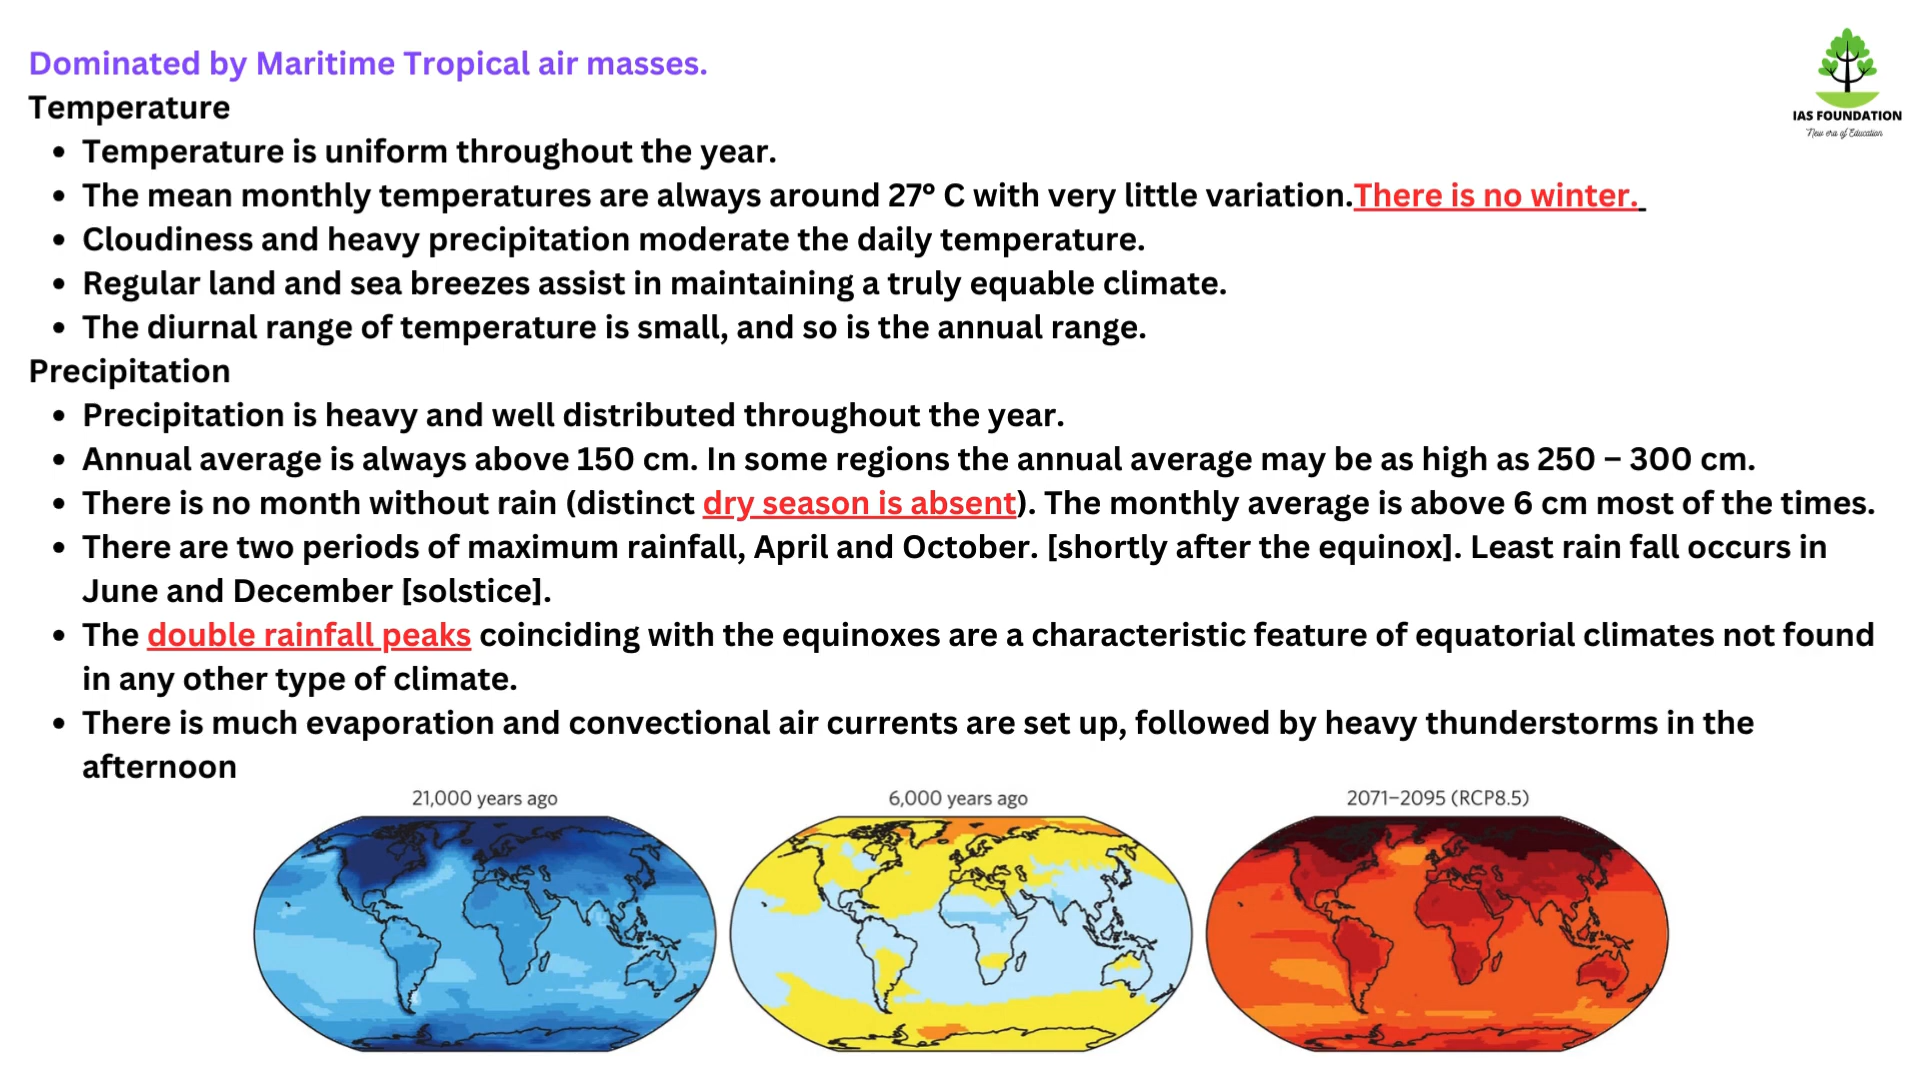 Dominated by Maritime Tropical air masses.
IAS FOUNDATION
New era of Education
Temperature
• Temperature is uniform throughout the year.
• The mean monthly temperatures are always around 27° C with very little variation.There is no winter.
• Cloudiness and heavy precipitation moderate the daily temperature.
• Regular land and sea breezes assist in maintaining a truly equable climate.
• The diurnal range of temperature is small, and so is the annual range.
Precipitation
• Precipitation is heavy and well distributed throughout the year.
• Annual average is always above 150 cm. In some regions the annual average may be as high as 250 – 300 cm.
• There is no month without rain (distinct dry season is absent). The monthly average is above 6 cm most of the times.
• There are two periods of maximum rainfall, April and October. [shortly after the equinox]. Least rain fall occurs in
June and December [solstice].
• The double rainfall peaks coinciding with the equinoxes are a characteristic feature of equatorial climates not found
in any other type of climate.
• There is much evaporation and convectional air currents are set up, followed by heavy thunderstorms in the
afternoon
21,000 years ago
6,000 years ago
2071–2095 (RCP8.5)